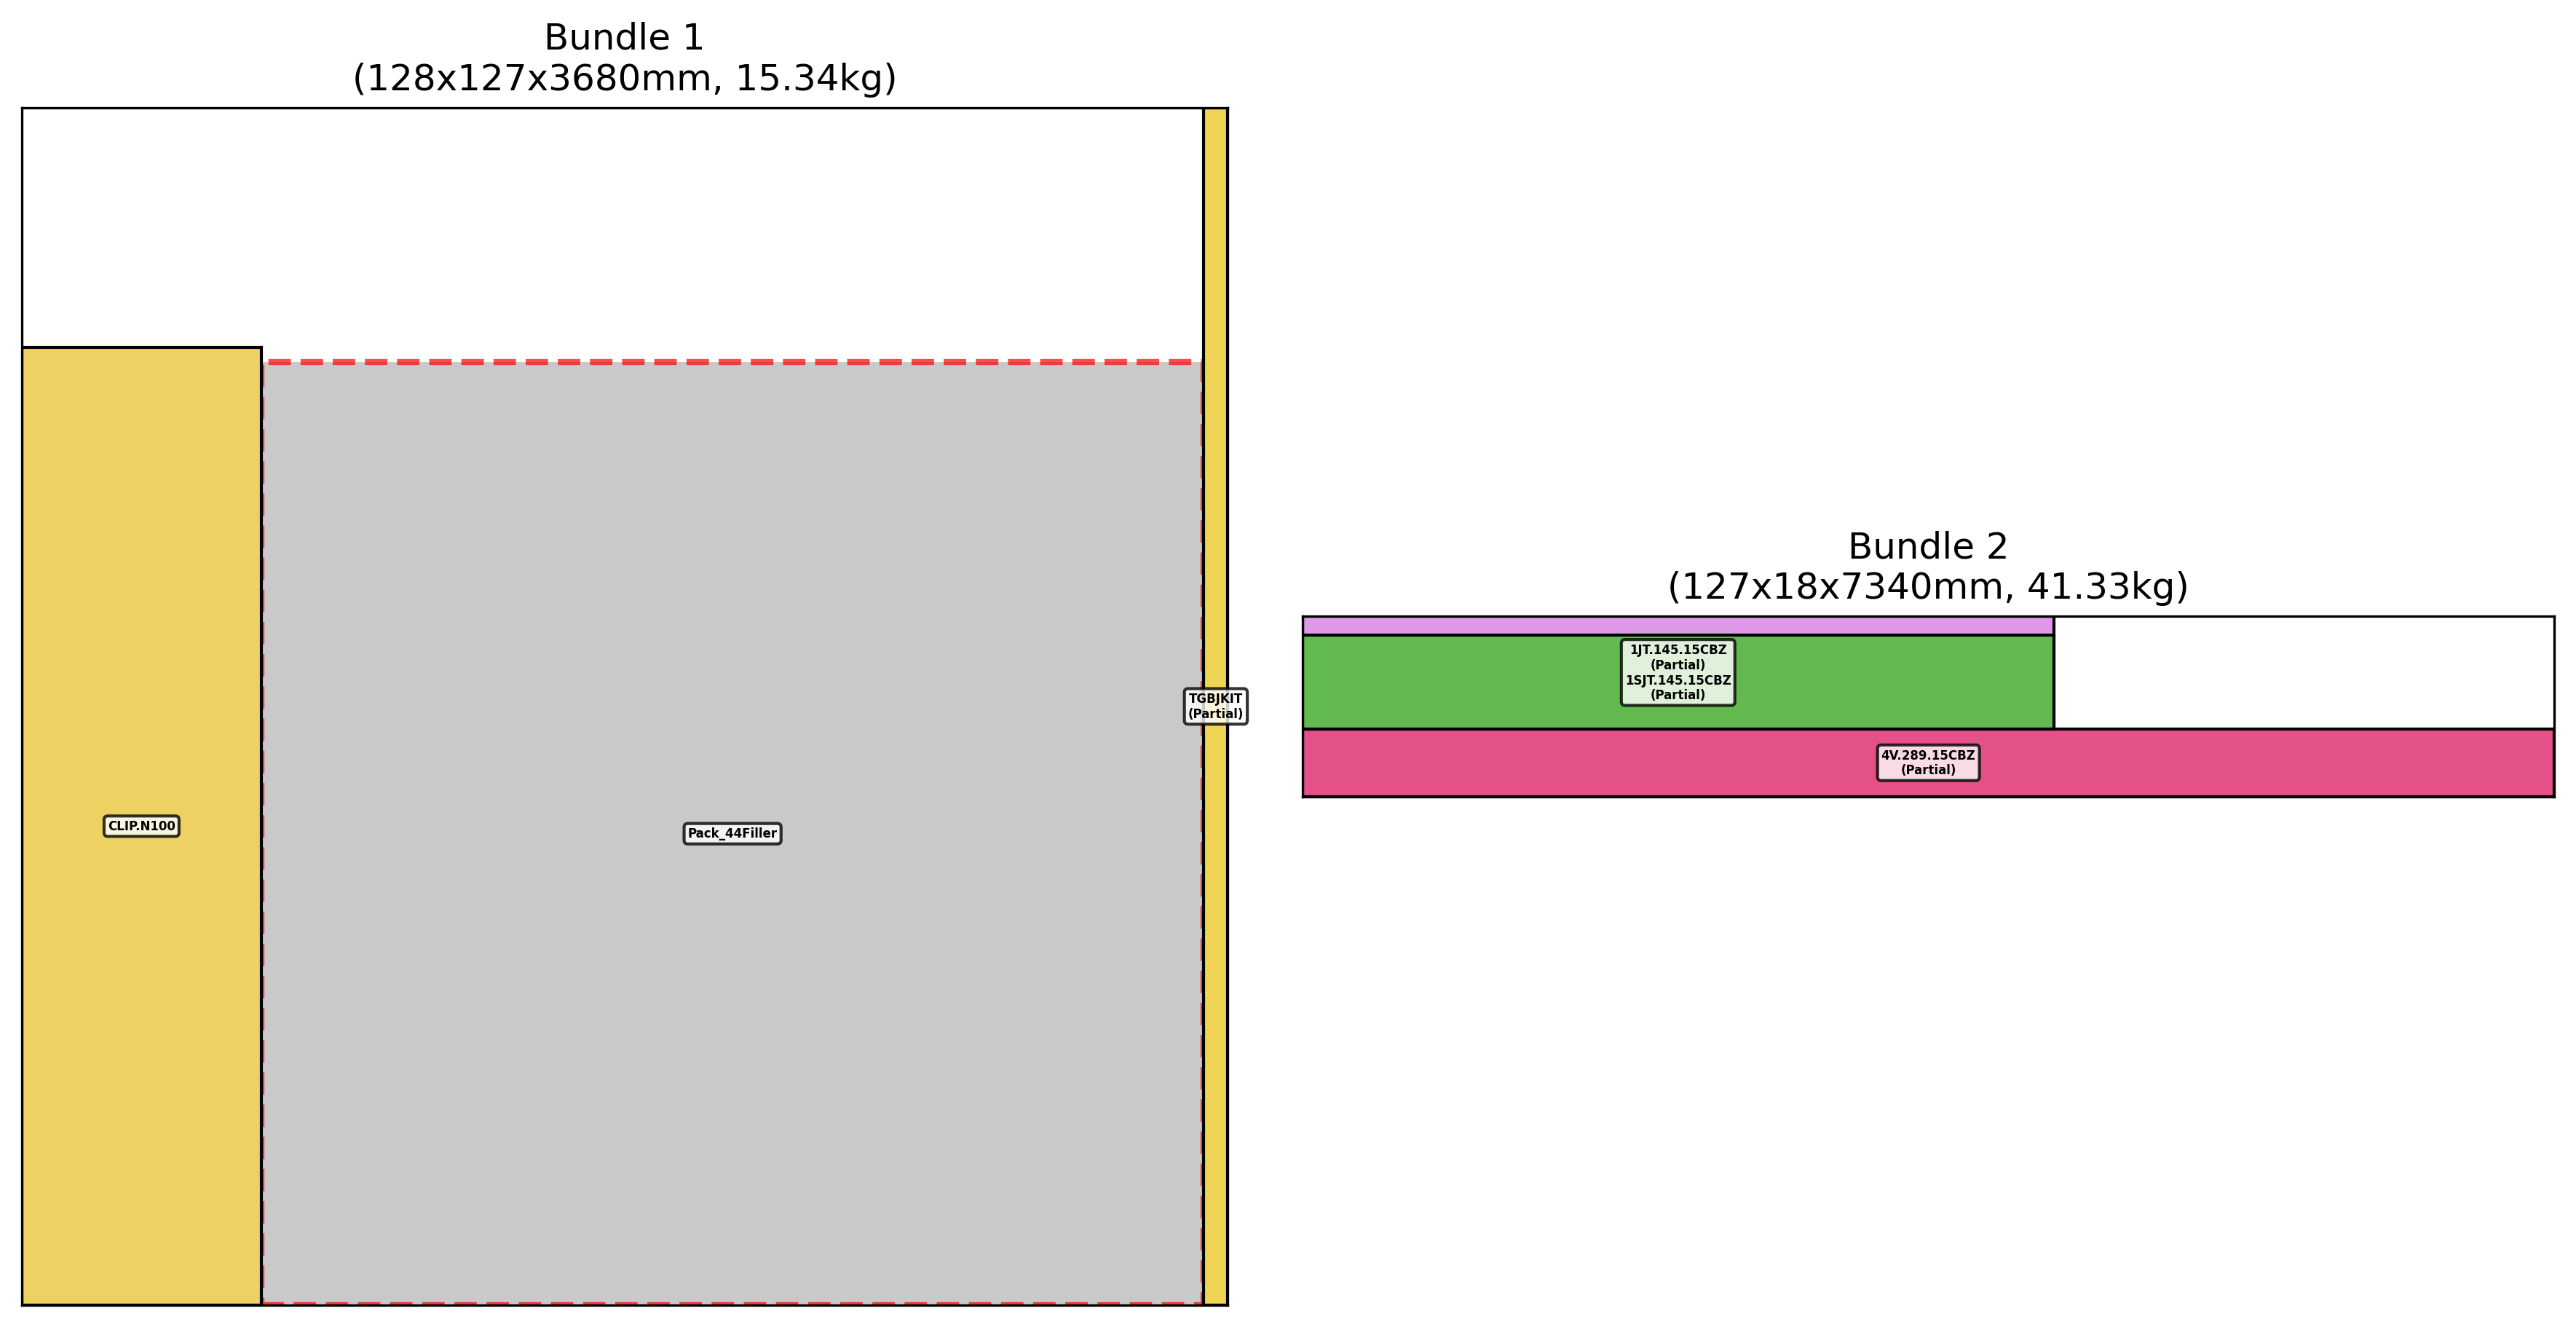 Bundle 1
(128x127x3680mm, 15.34kg)
CLIP.N100
Pack_44Filler
TGBJKIT
(Partial)
Bundle 2
(127x18x7340mm, 41.33kg)
1JT.145.15CBZ
(Partial)
1SJT.145.15CBZ
(Partial)
4V.289.15CBZ
(Partial)